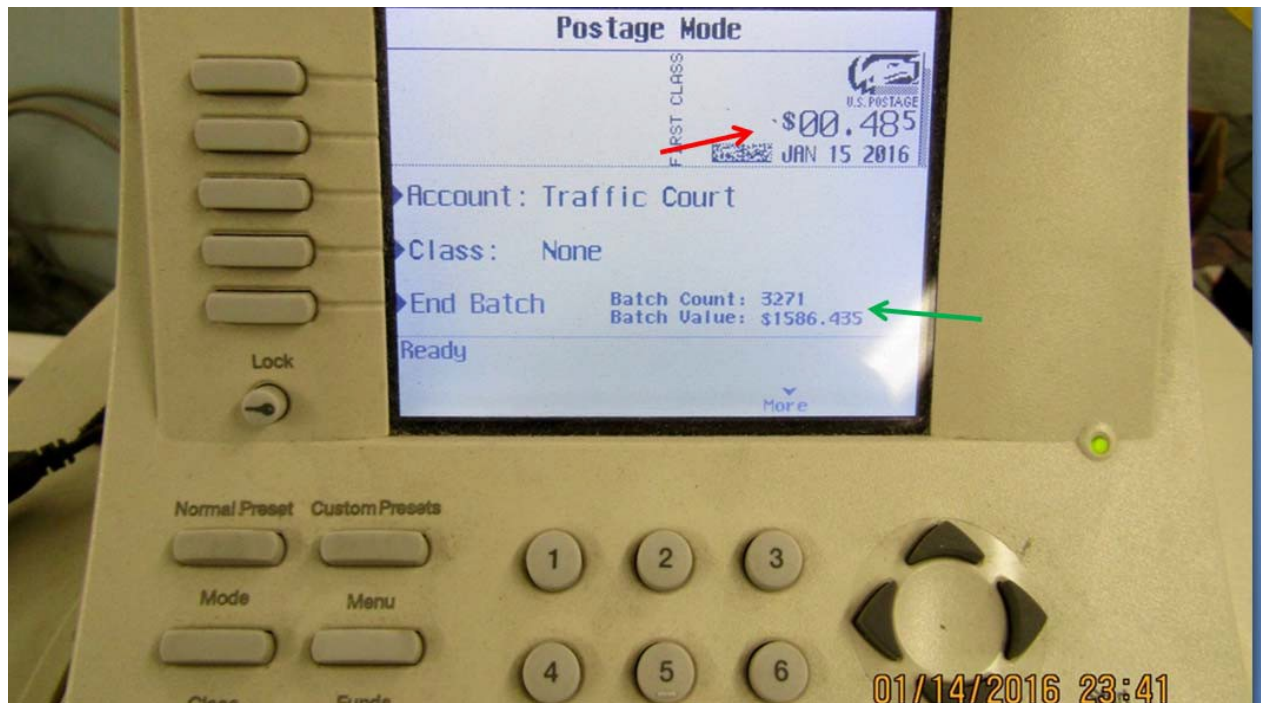 Postage Mode
FIRST CLASS
U.S. POSTAGE
$00.485
JAN 15 2016
Account: Traffic Court
Class: None
End Batch
Batch Count: 3271
Batch Value: $1586.435
Ready
More
Lock
Normal Preset Custom Presets
1 2 3
Mode Menu
4 5 6
Funds
01/14/2016 23:41